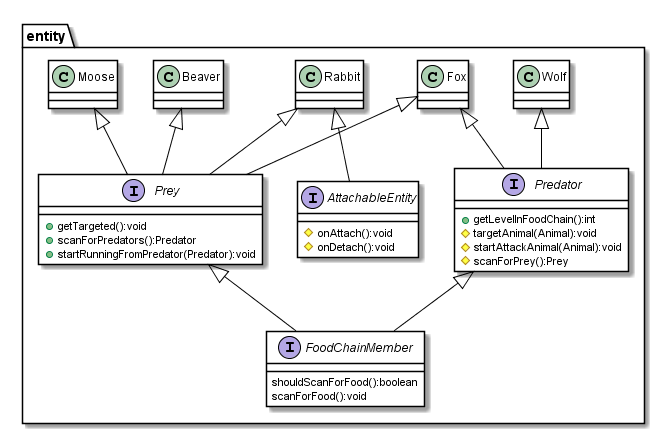 entity
C Moose
C Beaver
C Rabbit
C Fox
C Wolf
I Prey
getTargeted():void
scanForPredators():Predator
startRunningFromPredator(Predator):void
I AttachableEntity
onAttach():void
onDetach():void
I Predator
getLevelInFoodChain():int
targetAnimal(Animal):void
startAttackAnimal(Animal):void
scanForPrey():Prey
I FoodChainMember
shouldScanForFood():boolean
scanForFood():void